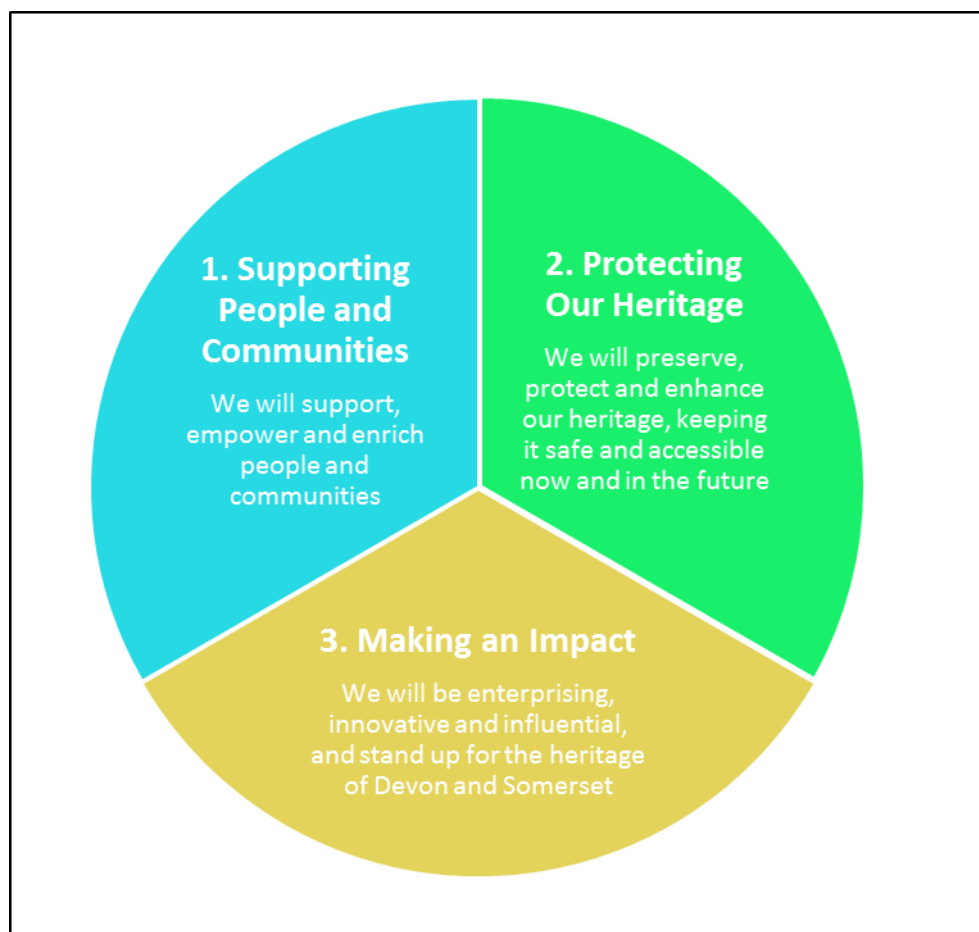 1. Supporting
People and
Communities
We will support,
empower and enrich
people and
communities
2. Protecting
Our Heritage
We will preserve,
protect and enhance
our heritage, keeping
it safe and accessible
now and in the future
3. Making an Impact
We will be enterprising,
innovative and influential,
and stand up for the heritage
of Devon and Somerset